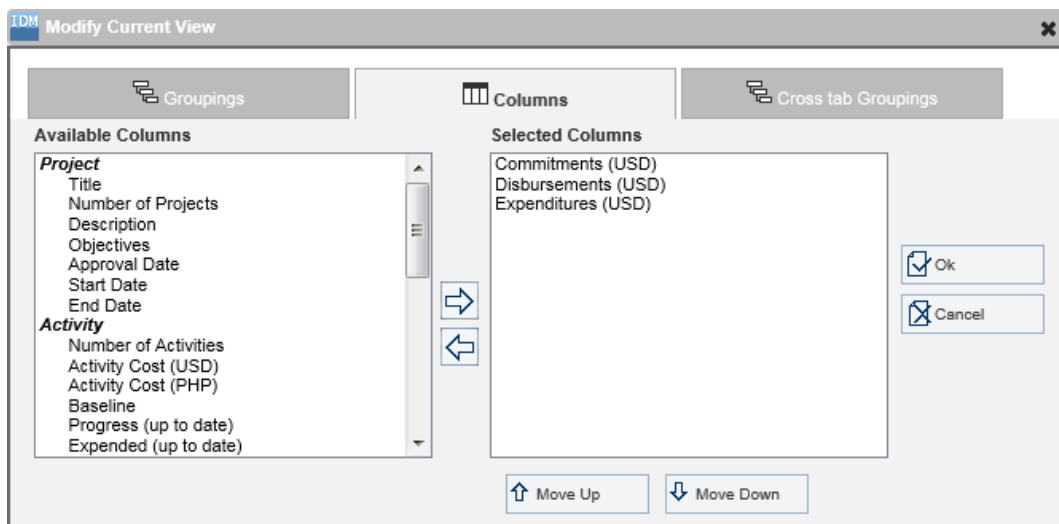 IDM Modify Current View
Groupings
Columns
Cross tab Groupings
Available Columns
Project
Title
Number of Projects
Description
Objectives
Approval Date
Start Date
End Date
Activity
Number of Activities
Activity Cost (USD)
Activity Cost (PHP)
Baseline
Progress (up to date)
Expended (up to date)
Selected Columns
Commitments (USD)
Disbursements (USD)
Expenditures (USD)
Ok
Cancel
Move Up
Move Down